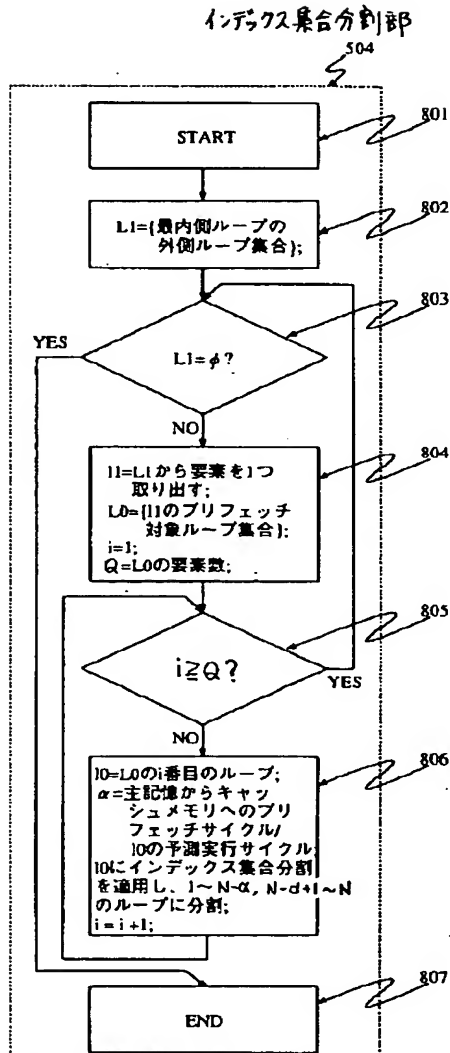 インデックス集合分割部
504
START
801
L1={最内側ループの
外側ループ集合};
802
L1=φ?
803
YES
NO
l1=L1から要素を1つ
取り出す;
L0={l1のプリフェッチ
対象ループ集合};
i=1;
Q=L0の要素数;
804
i≧Q?
805
YES
NO
l0=L0のi番目のループ;
α=主記憶からキャッ
シュメモリへのプリ
フェッチサイクル/
l0の予測実行サイクル;
l0にインデックス集合分割
を適用し、1~N-α, N-d+1~N
のループに分割;
i=i+1;
806
END
807